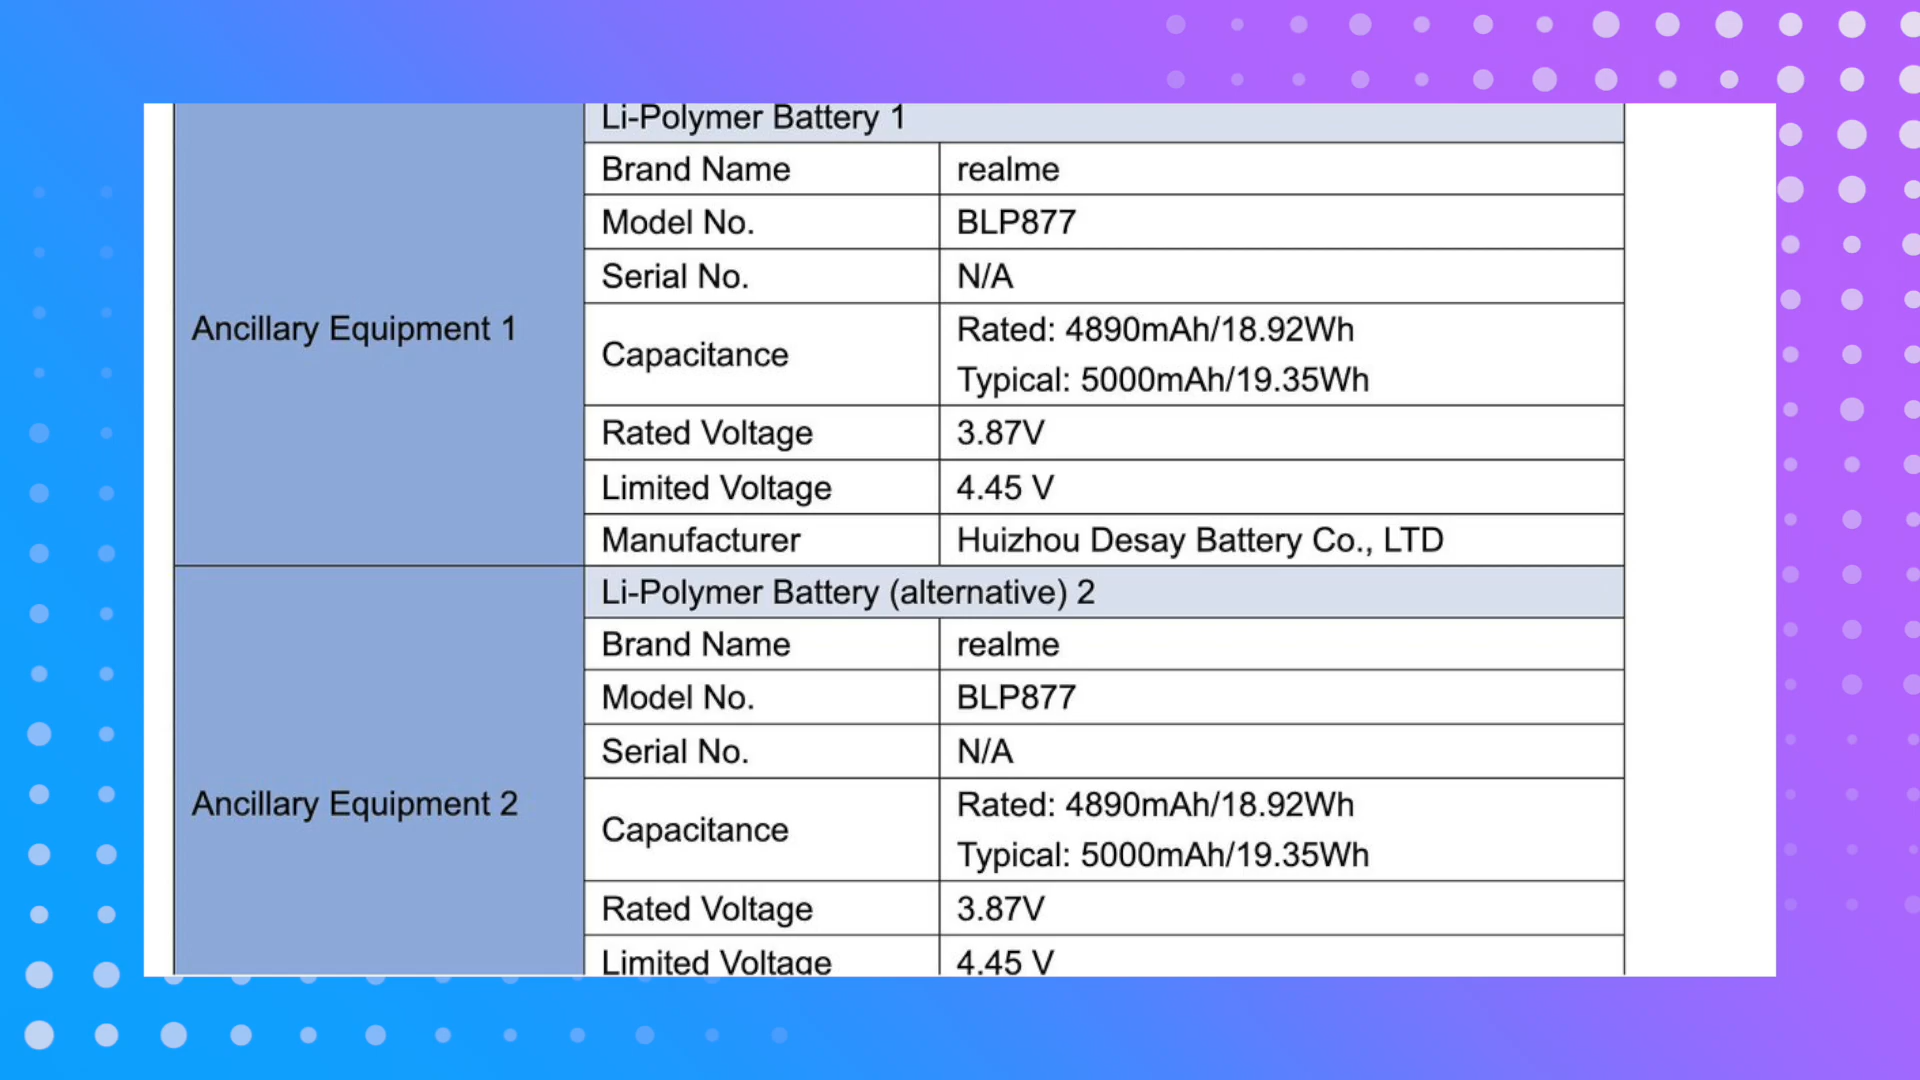 Li-Polymer Battery 1
Brand Name realme
Model No. BLP877
Serial No. N/A
Ancillary Equipment 1
Capacitance
Rated: 4890mAh/18.92Wh
Typical: 5000mAh/19.35Wh
Rated Voltage 3.87V
Limited Voltage 4.45 V
Manufacturer Huizhou Desay Battery Co., LTD
Li-Polymer Battery (alternative) 2
Brand Name realme
Model No. BLP877
Serial No. N/A
Ancillary Equipment 2
Capacitance
Rated: 4890mAh/18.92Wh
Typical: 5000mAh/19.35Wh
Rated Voltage 3.87V
Limited Voltage 4.45 V